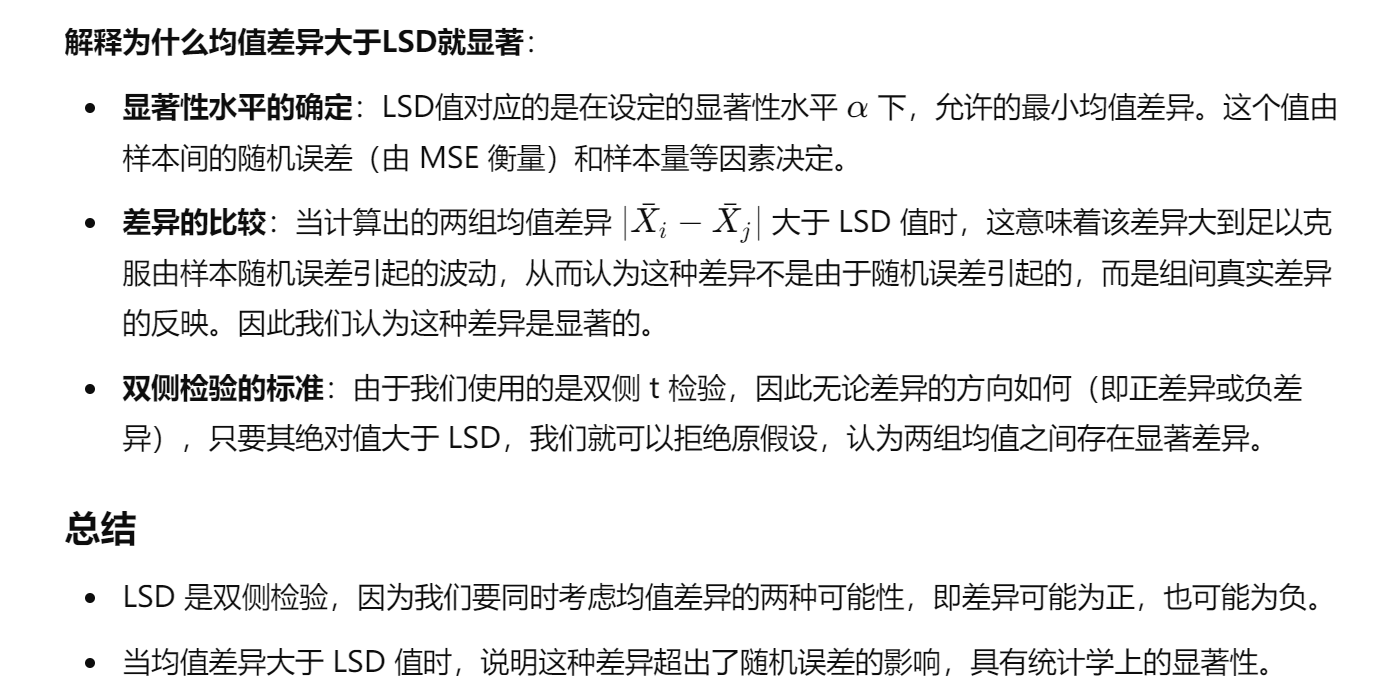 解释为什么均值差异大于LSD就显著：
• 显著性水平的确定：LSD值对应的是在设定的显著性水平 α 下，允许的最小均值差异。这个值由
样本间的随机误差（由 MSE 衡量）和样本量等因素决定。
• 差异的比较：当计算出的两组均值差异 |X̄ᵢ − X̄ⱼ| 大于 LSD 值时，这意味着该差异大到足以克
服由样本随机误差引起的波动，从而认为这种差异不是由于随机误差引起的，而是组间真实差异
的反映。因此我们认为这种差异是显著的。
• 双侧检验的标准：由于我们使用的是双侧 t 检验，因此无论差异的方向如何（即正差异或负差
异），只要其绝对值大于 LSD，我们就可以拒绝原假设，认为两组均值之间存在显著差异。
总结
• LSD 是双侧检验，因为我们要同时考虑均值差异的两种可能性，即差异可能为正，也可能为负。
• 当均值差异大于 LSD 值时，说明这种差异超出了随机误差的影响，具有统计学上的显著性。